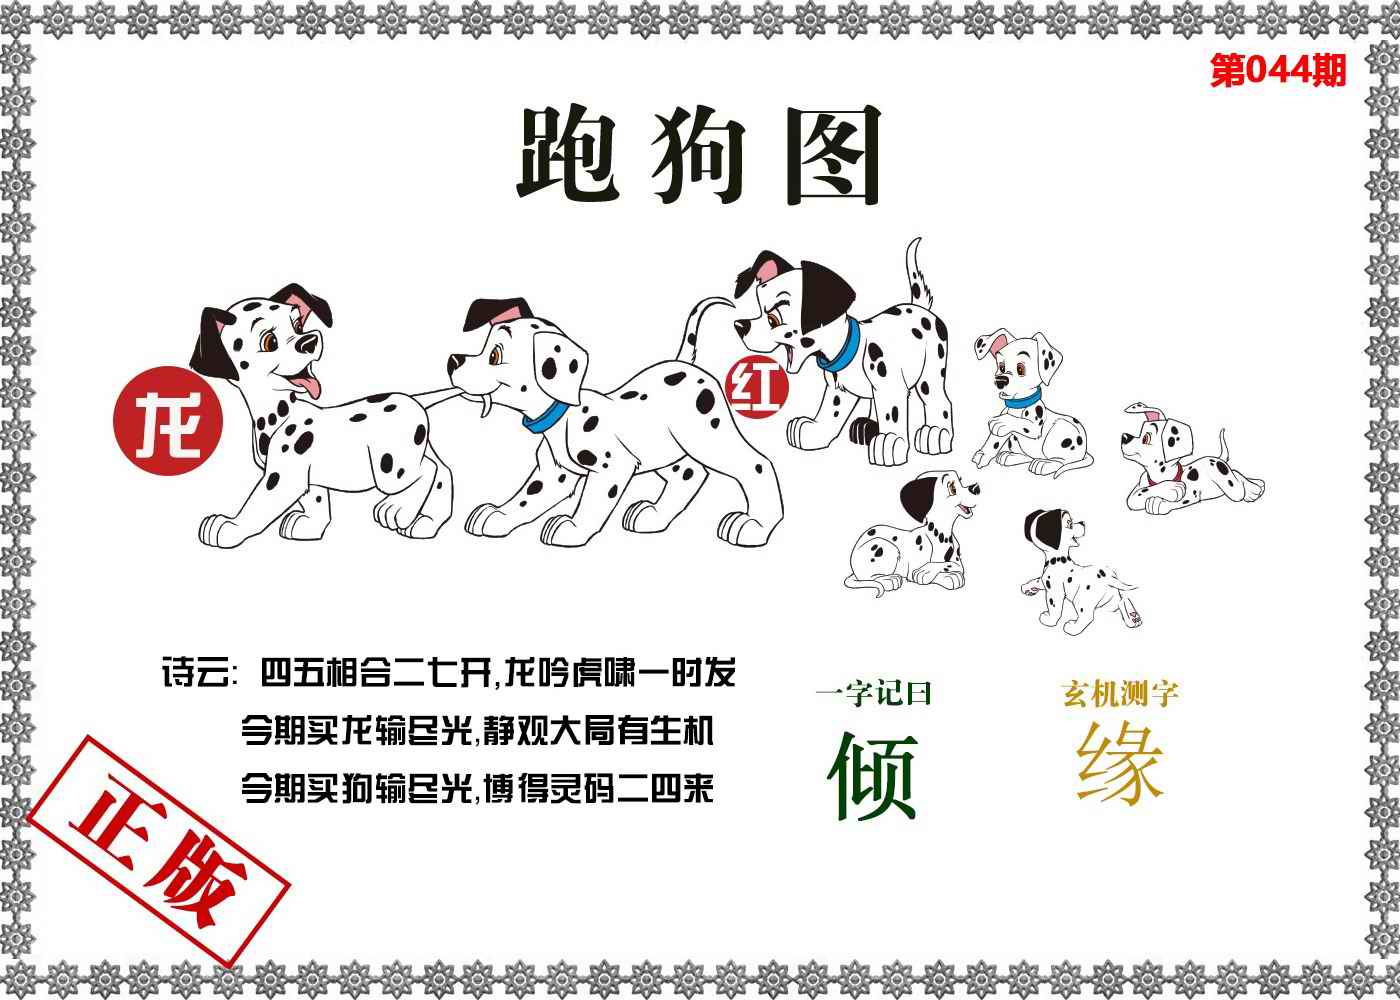 第044期
跑狗图
龙
红
诗云：四五相合二七开,龙吟虎啸一时发
今期买龙输尽光,静观大局有生机
今期买狗输尽光,博得灵码二四来
一字记曰
倾
玄机测字
缘
正版